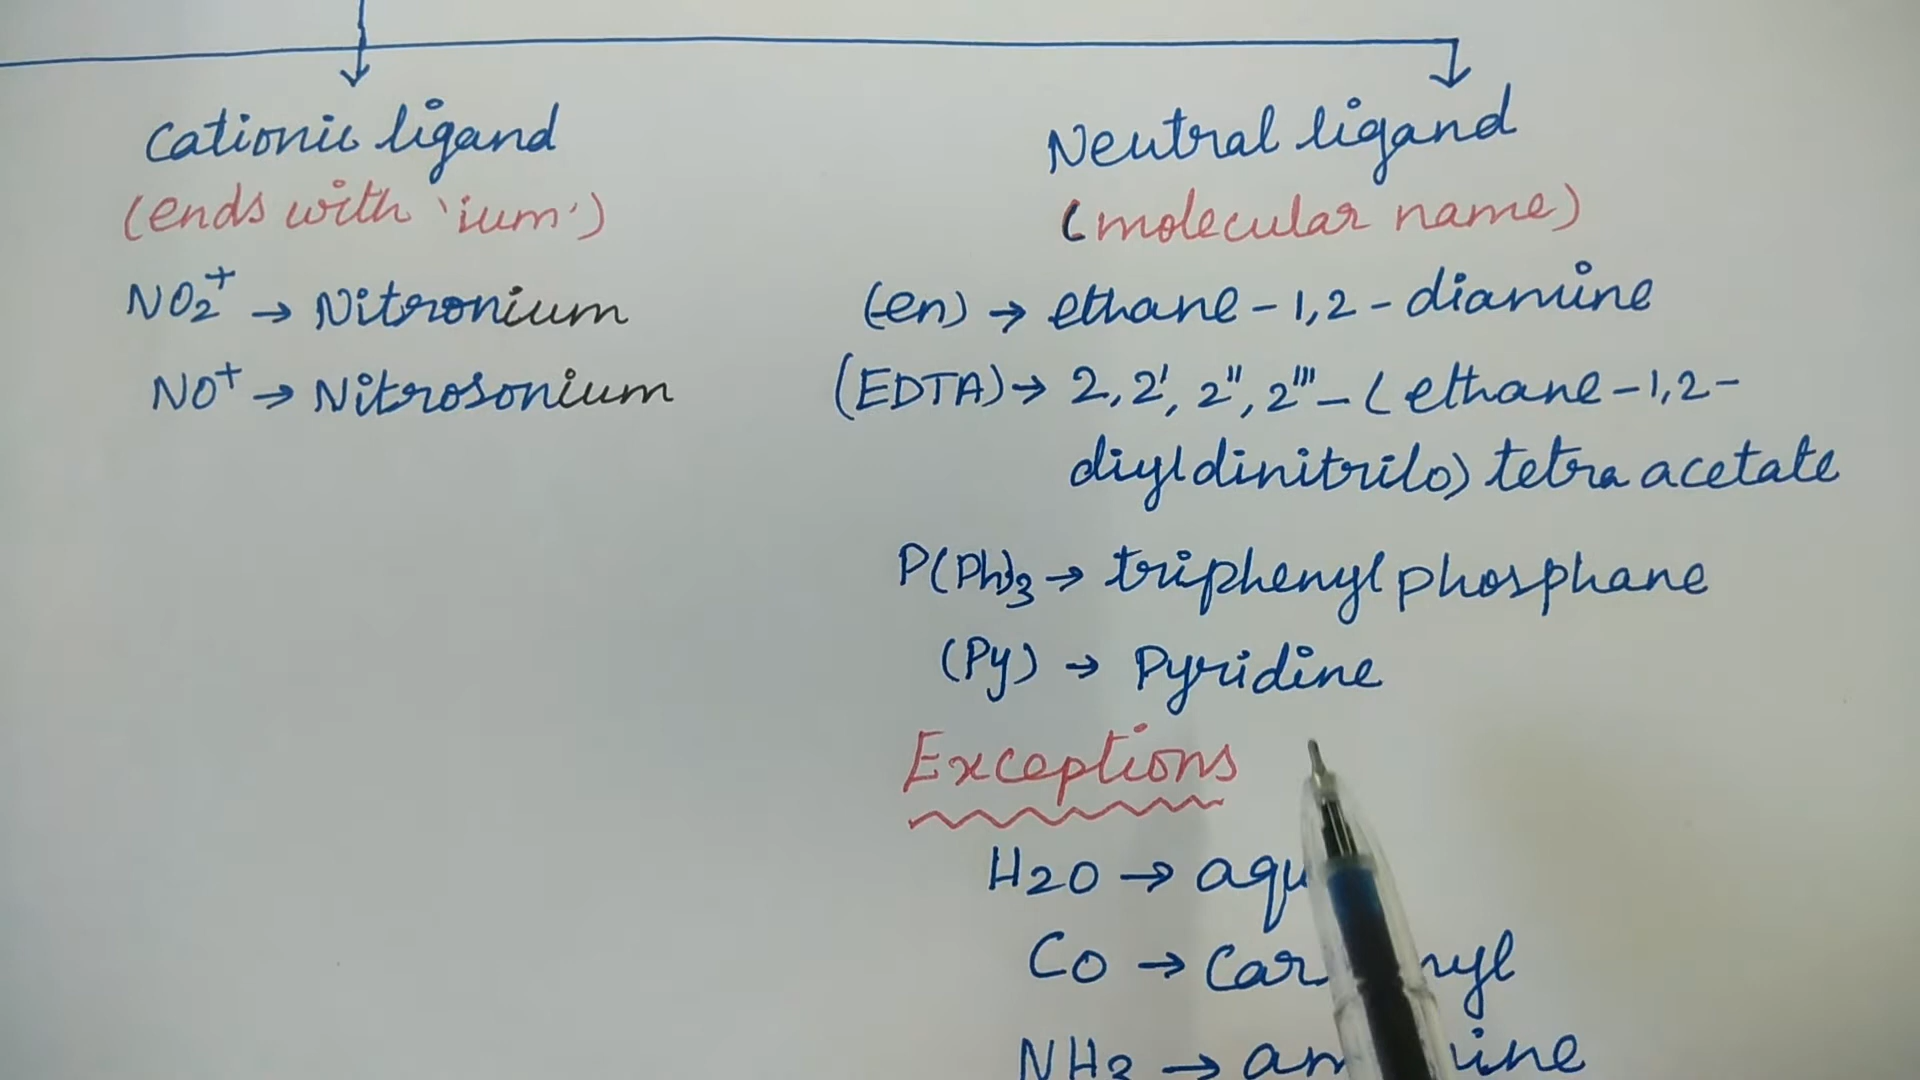 Cationic ligand
(ends with 'ium')
NO2+ → Nitronium
NO+ → Nitrosonium
Neutral ligand
(molecular name)
(en) → ethane-1,2-diamine
(EDTA) → 2,2',2'',2''''-(ethane-1,2-
diyldinitrilo) tetra acetate
P(Ph)3 → triphenyl phosphane
(Py) → Pyridine
Exceptions
H2O →
CO →
NH3 →